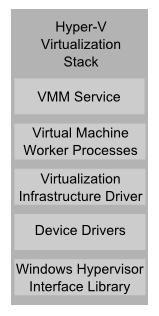 Hyper-V
Virtualization
Stack
VMM Service
Virtual Machine
Worker Processes
Virtualization
Infrastructure Driver
Device Drivers
Windows Hypervisor
Interface Library